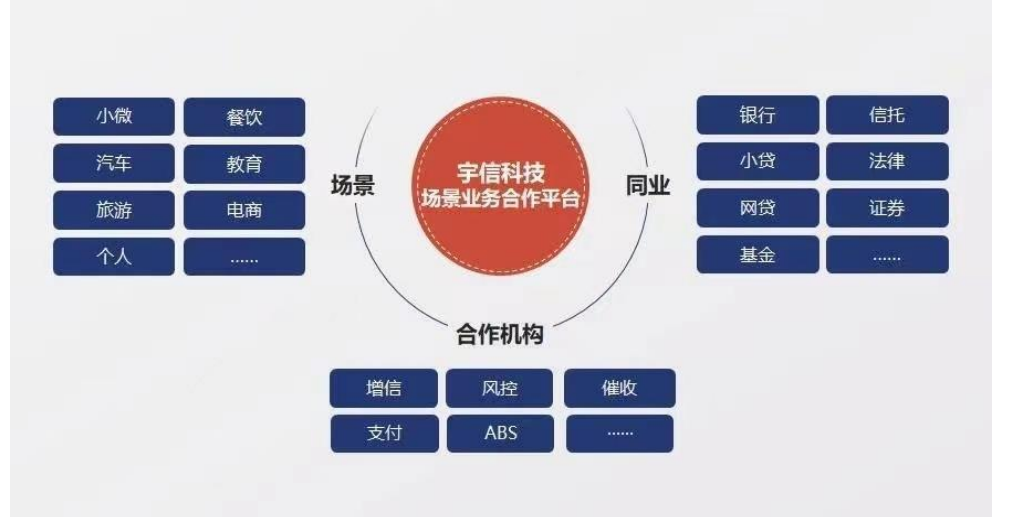 小微 餐饮
汽车 教育
旅游 电商
个人 ......
场景
宇信科技
场景业务合作平台
同业
银行 信托
小贷 法律
网贷 证券
基金 ......
合作机构
增信 风控 催收
支付 ABS ......